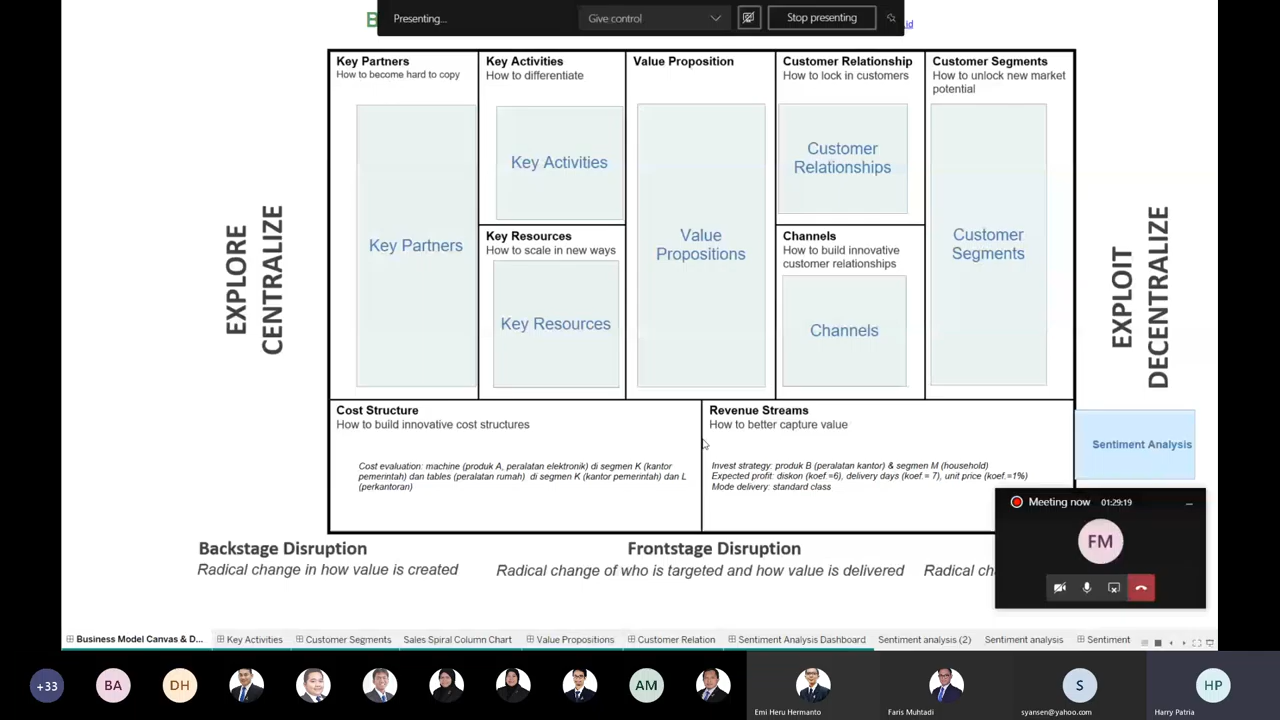 B
Presenting...
Give control
Stop presenting
id
Key Partners
How to become hard to copy
Key Partners
Key Activities
How to differentiate
Key Activities
Key Resources
How to scale in new ways
Key Resources
Value Proposition
Value
Propositions
Customer Relationship
How to lock in customers
Customer
Relationships
Channels
How to build innovative
customer relationships
Channels
Customer Segments
How to unlock new market
potential
Customer
Segments
EXPLORE
CENTRALIZE
EXPLOIT
DECENTRALIZE
Cost Structure
How to build innovative cost structures
Cost evaluation: machine (produk A, peralatan elektronik) di segmen K (kantor
pemerintah) dan tables (peralatan rumah) di segmen K (kantor pemerintah) dan L
(perkantoran)
Revenue Streams
How to better capture value
Invest strategy: produk B (peralatan kantor) & segmen M (household)
Expected profit: diskon (koef.=6), delivery days (koef.= 7), unit price (koef.=1%)
Mode delivery: standard class
Sentiment Analysis
Meeting now 01:29:19
FM
Backstage Disruption
Radical change in how value is created
Frontstage Disruption
Radical change of who is targeted and how value is delivered
Radical ch
Business Model Canvas & D... Key Activities Customer Segments Sales Spiral Column Chart Value Propositions Customer Relation Sentiment Analysis Dashboard Sentiment analysis (2) Sentiment analysis Sentiment
+33 BA DH AM S HP
Emi Heru Hermanto Faris Muhtadi syansen@yahoo.com Harry Patria